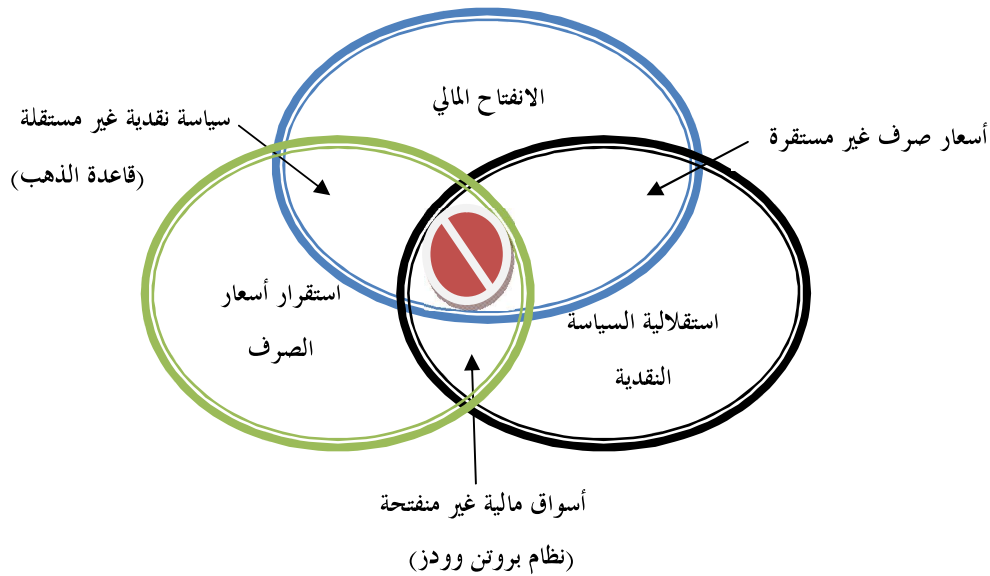 الانفتاح المالي
أسعار صرف غير مستقرة
سياسة نقدية غير مستقلة
(قاعدة الذهب)
استقرار أسعار
الصرف
استقلالية السياسة
النقدية
أسواق مالية غير منفتحة
(نظام بروتن وودز)